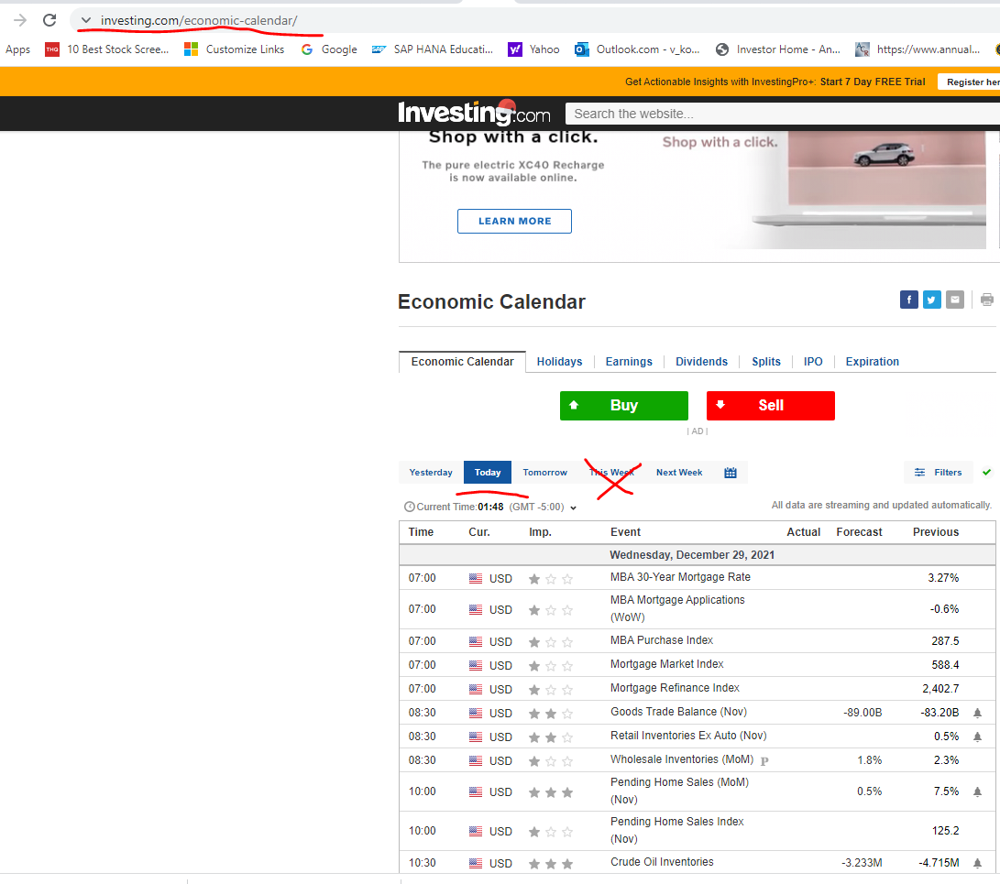 investing.com/economic-calendar/
Apps THQ 10 Best Stock Scree... Customize Links Google SAP SAP HANA Educati... y! Yahoo Outlook.com - v_ko... Investor Home - An... https://www.annual...
Get Actionable Insights with InvestingPro+: Start 7 Day FREE Trial Register her
Investing.com Search the website...
Shop with a click. Shop with a click.
The pure electric XC40 Recharge
is now available online.
LEARN MORE
Economic Calendar
Economic Calendar Holidays Earnings Dividends Splits IPO Expiration
Buy Sell
| AD |
Yesterday Today Tomorrow This Week Next Week Filters
Current Time:01:48 (GMT -5:00) All data are streaming and updated automatically.
Time Cur. Imp. Event Actual Forecast Previous
Wednesday, December 29, 2021
07:00 USD MBA 30-Year Mortgage Rate 3.27%
07:00 USD MBA Mortgage Applications
(WoW) -0.6%
07:00 USD MBA Purchase Index 287.5
07:00 USD Mortgage Market Index 588.4
07:00 USD Mortgage Refinance Index 2,402.7
08:30 USD Goods Trade Balance (Nov) -89.00B -83.20B
08:30 USD Retail Inventories Ex Auto (Nov) 0.5%
08:30 USD Wholesale Inventories (MoM) P 1.8% 2.3%
10:00 USD Pending Home Sales (MoM)
(Nov) 0.5% 7.5%
10:00 USD Pending Home Sales Index
(Nov) 125.2
10:30 USD Crude Oil Inventories -3.233M -4.715M